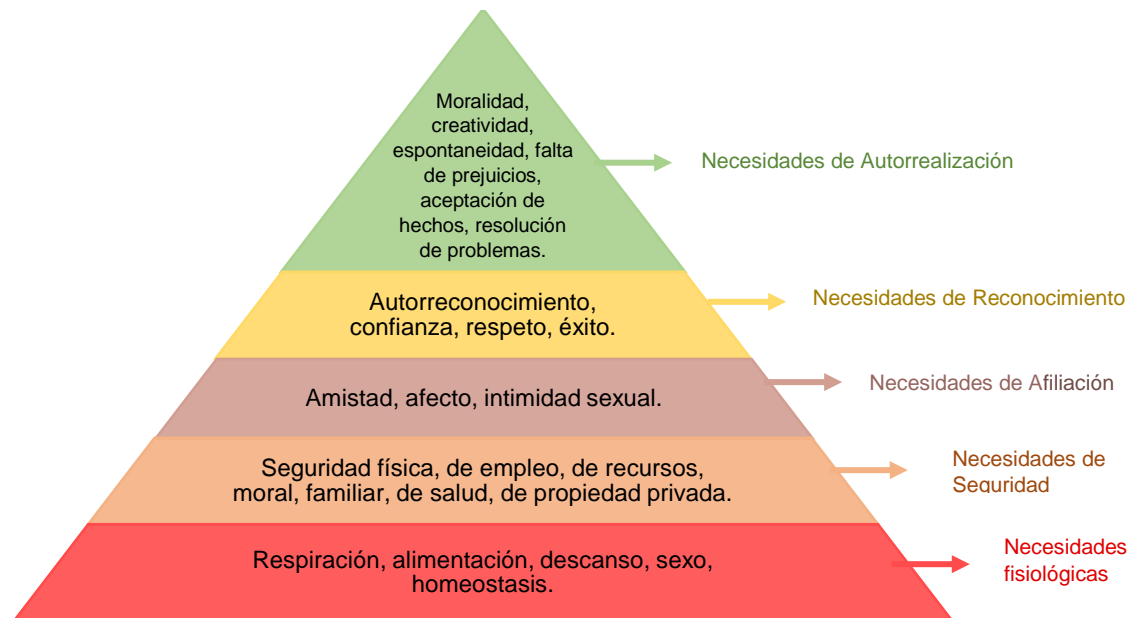 Moralidad,
creatividad,
espontaneidad, falta
de prejuicios,
aceptación de
hechos, resolución
de problemas.
Necesidades de Autorrealización
Autorreconocimiento,
confianza, respeto, éxito.
Necesidades de Reconocimiento
Amistad, afecto, intimidad sexual.
Necesidades de Afiliación
Seguridad física, de empleo, de recursos,
moral, familiar, de salud, de propiedad privada.
Necesidades de
Seguridad
Respiración, alimentación, descanso, sexo,
homeostasis.
Necesidades
fisiológicas